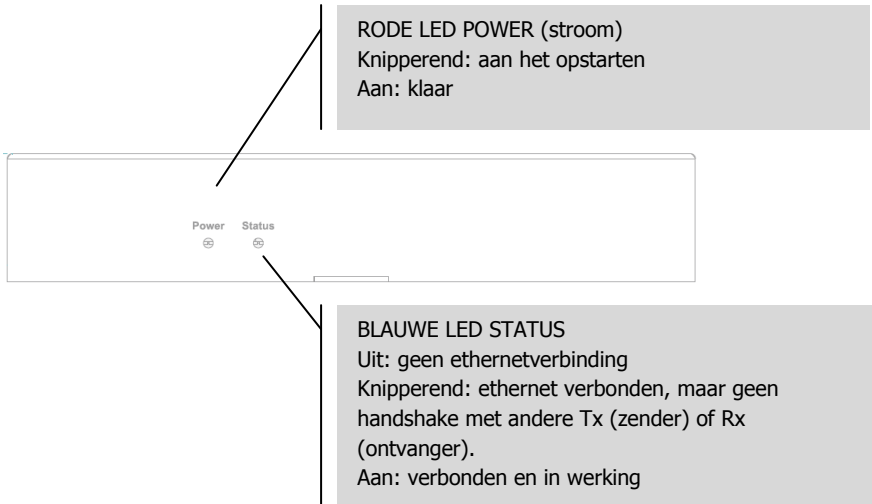 RODE LED POWER (stroom)
Knipperend: aan het opstarten
Aan: klaar
Power Status
BLAUWE LED STATUS
Uit: geen ethernetverbinding
Knipperend: ethernet verbonden, maar geen
handshake met andere Tx (zender) of Rx
(ontvanger).
Aan: verbonden en in werking